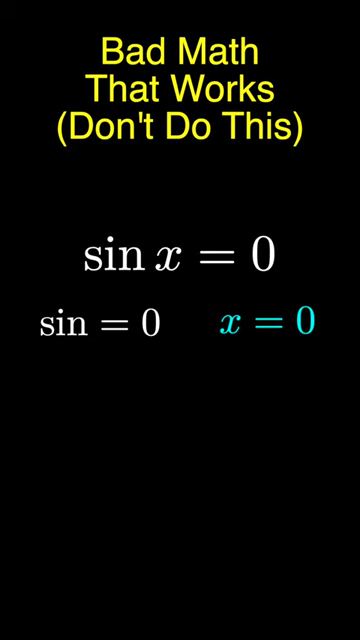 Bad Math
That Works
(Don't Do This)
sin x = 0
sin = 0 x = 0